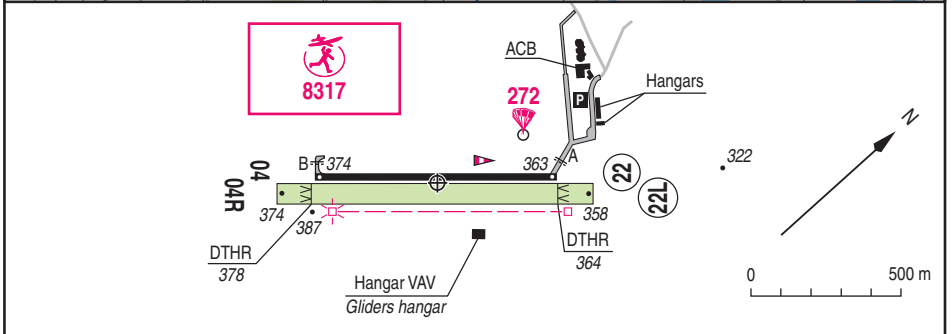 8317
ACB
272
P
Hangars
N
B
374
363
A
322
04
04R
22
22L
374
387
358
DTHR
378
DTHR
364
Hangar VAV
Gliders hangar
0
500 m